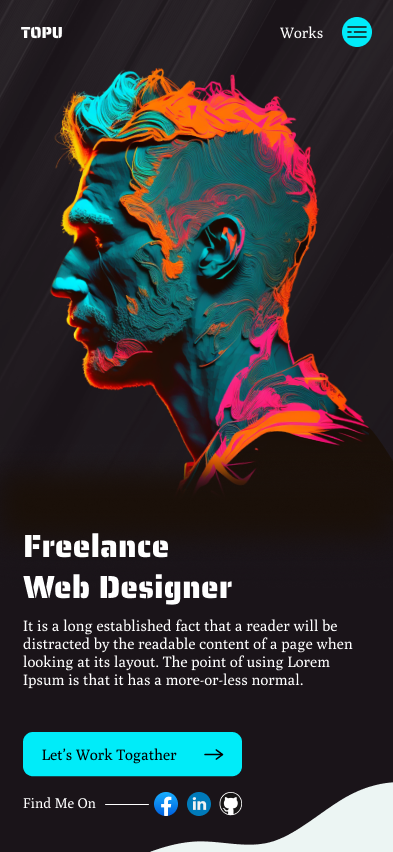 TOPU
Works
Freelance
Web Designer
It is a long established fact that a reader will be
distracted by the readable content of a page when
looking at its layout. The point of using Lorem
Ipsum is that it has a more-or-less normal.
Let's Work Togather
Find Me On
f
in